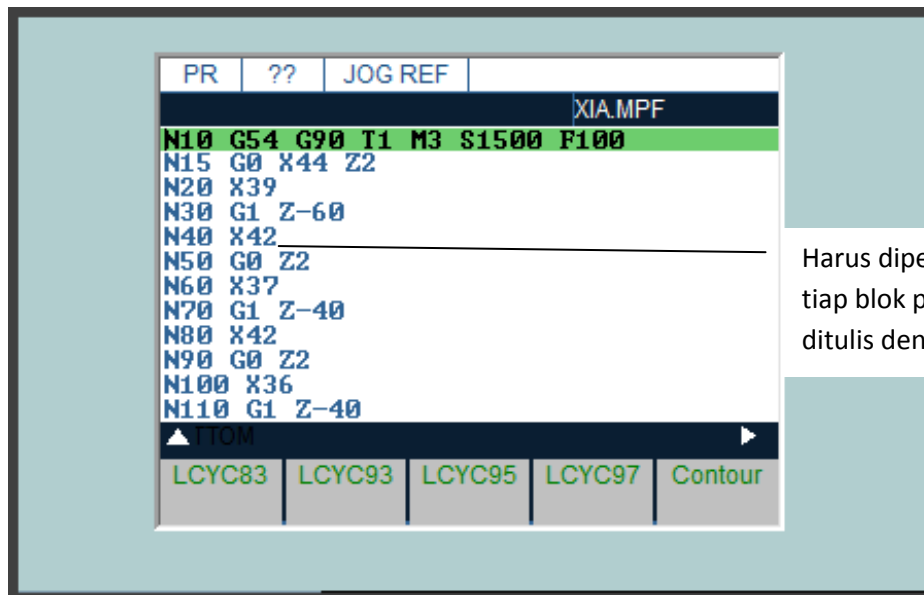 PR ?? JOG REF
XIA.MPF
N10 G54 G90 T1 M3 S1500 F100
N15 G0 X44 Z2
N20 X39
N30 G1 Z-60
N40 X42
N50 G0 Z2
N60 X37
N70 G1 Z-40
N80 X42
N90 G0 Z2
N100 X36
N110 G1 Z-40
TTOM
LCYC83 LCYC93 LCYC95 LCYC97 Contour
Harus dipe
tiap blok p
ditulis den